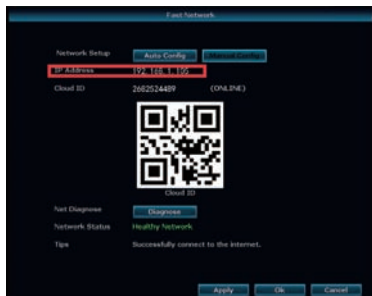 Fast Network
Network Setup Auto Config Manual Config
IP Address 192.168.1.105
Cloud ID 2682524489 (ONLINE)
Cloud ID
Net Diagnose Diagnose
Network Status Healthy Network
Tips Successfully connect to the internet.
Apply Ok Cancel